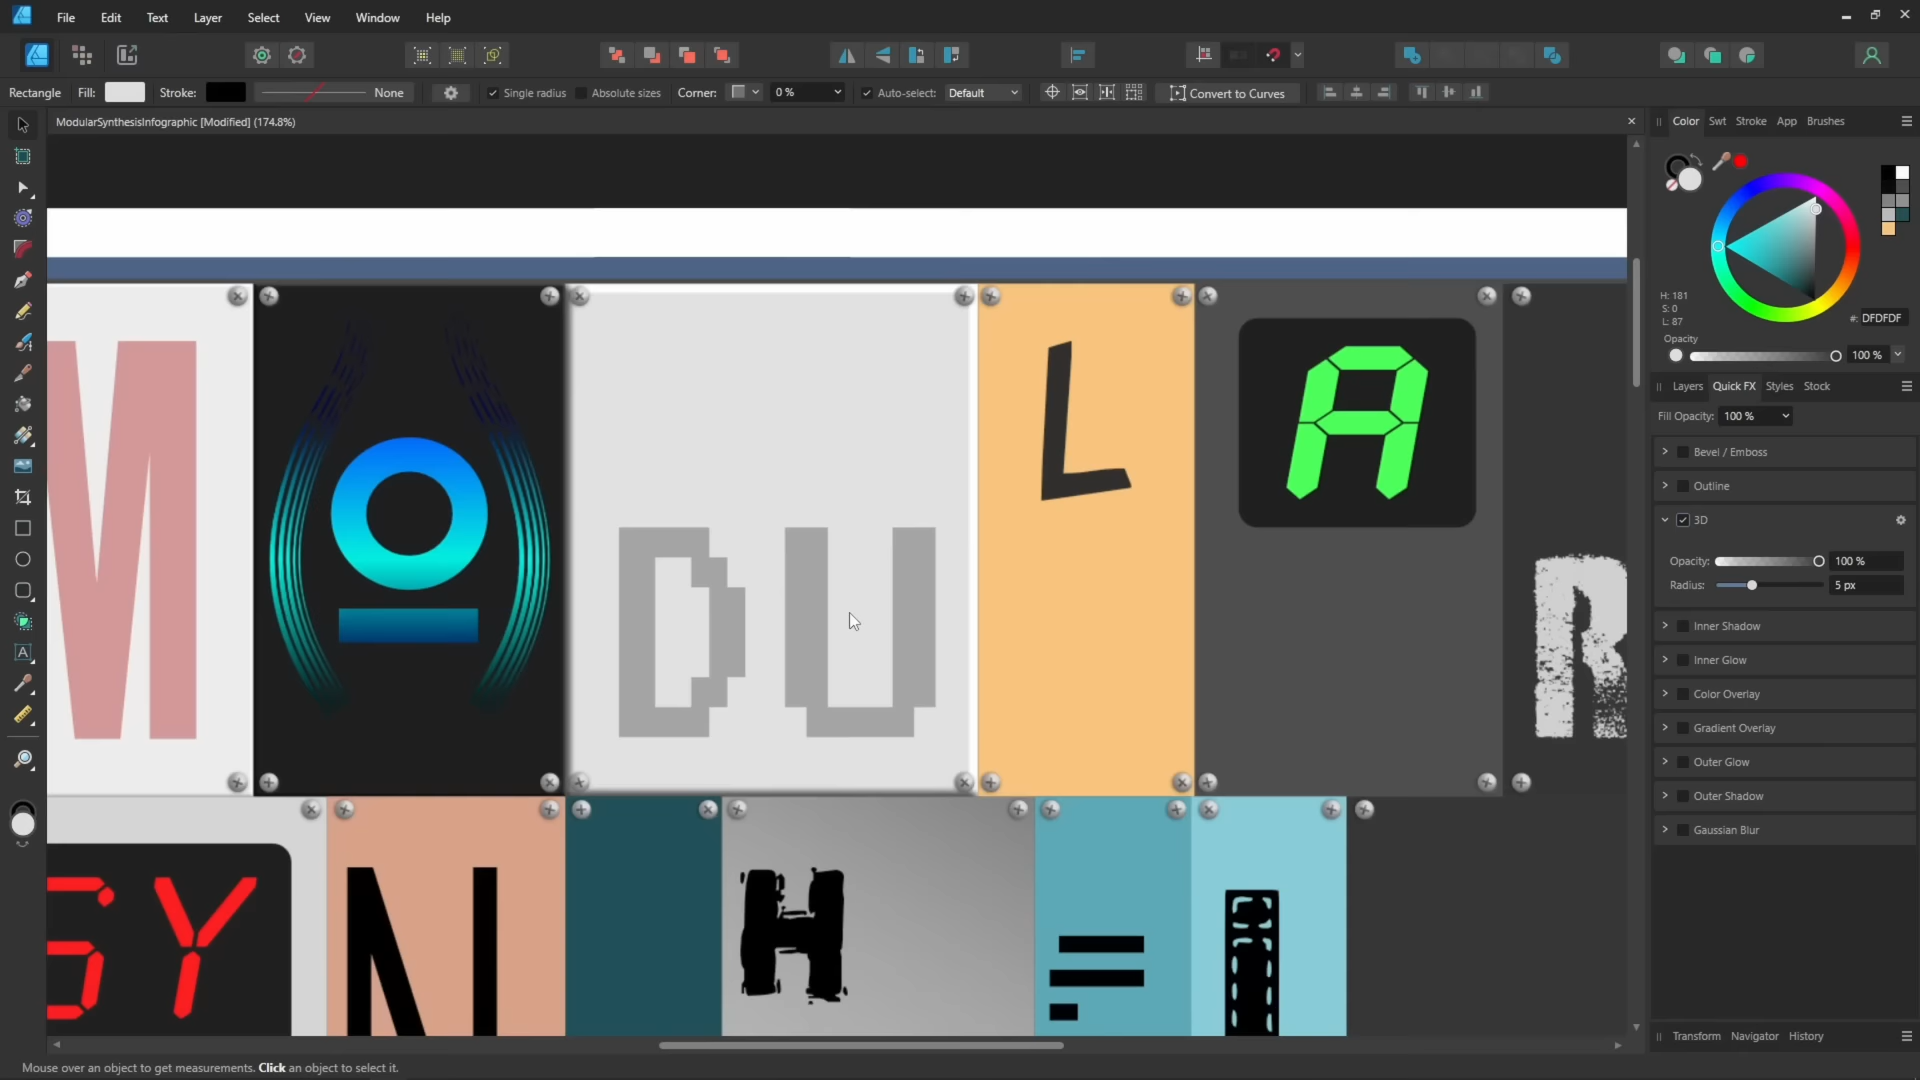 File Edit Text Layer Select View Window Help
Rectangle Fill: Stroke: None Single radius Absolute sizes Corner: 0 % Auto-select: Default Convert to Curves
ModularSynthesisInfographic [Modified] (174.8%)
Color Swt Stroke App Brushes
H: 181
S: 0
L: 87
#: DFDFDF
Opacity
100 %
Layers Quick FX Styles Stock
Fill Opacity: 100 %
Bevel / Emboss
Outline
3D
Opacity: 100 %
Radius: 5 px
Inner Shadow
Inner Glow
Color Overlay
Gradient Overlay
Outer Glow
Outer Shadow
Gaussian Blur
M O D U L A R
S Y N H
Transform Navigator History
Mouse over an object to get measurements. Click an object to select it.